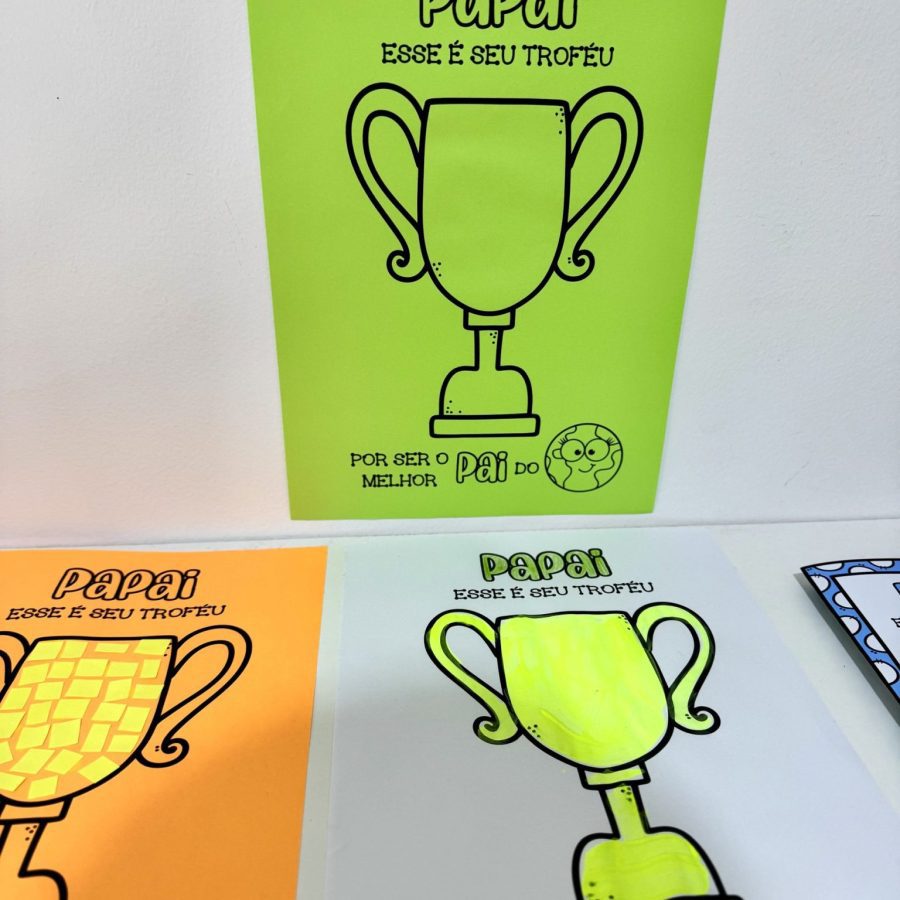 Papai
ESSE É SEU TROFÉU
POR SER O
MELHOR Pai DO
Papai
ESSE É SEU TROFÉU
Papai
ESSE É SEU TROFÉU